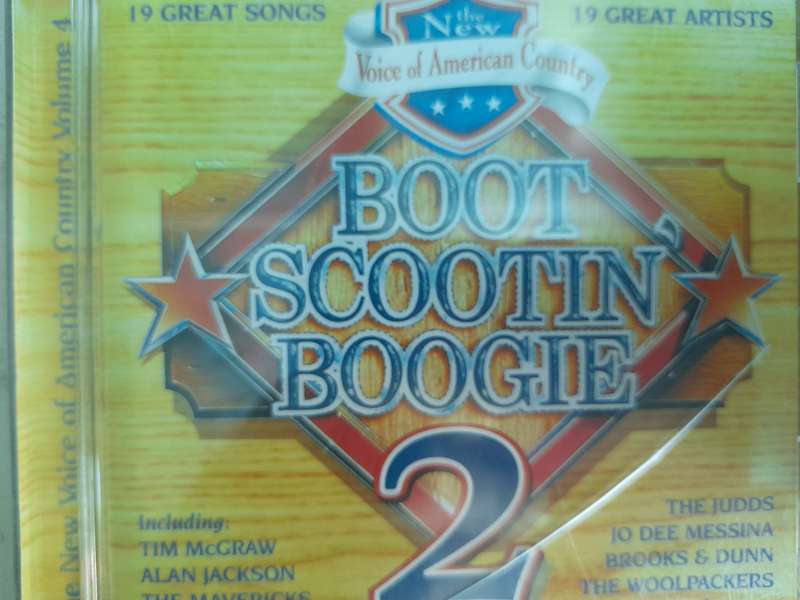 19 GREAT SONGS
19 GREAT ARTISTS
the
New
Voice of American Country
BOOT
SCOOTIN'
BOOGIE
2
Including:
TIM McGRAW
ALAN JACKSON
THE MAVERICKS
THE JUDDS
JO DEE MESSINA
BROOKS & DUNN
THE WOOLPACKERS
The New Voice of American Country Volume 4